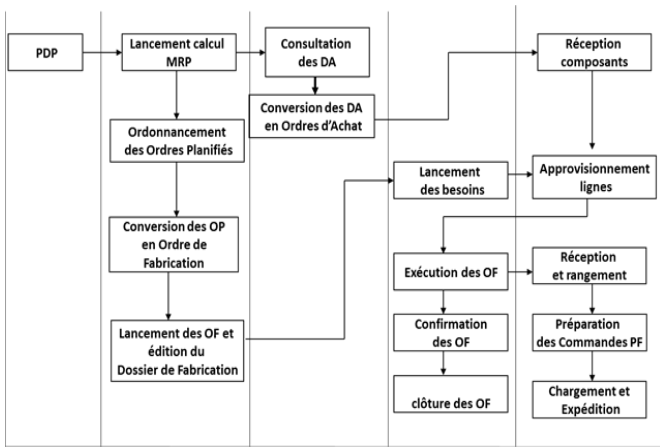 PDP
Lancement calcul
MRP
Consultation
des DA
Réception
composants
Conversion des DA
en Ordres d'Achat
Ordonnancement
des Ordres Planifiés
Lancement
des besoins
Approvisionnement
lignes
Conversion des OP
en Ordre de
Fabrication
Exécution des OF
Réception
et rangement
Lancement des OF et
édition du
Dossier de Fabrication
Confirmation
des OF
Préparation
des Commandes PF
clôture des OF
Chargement et
Expédition